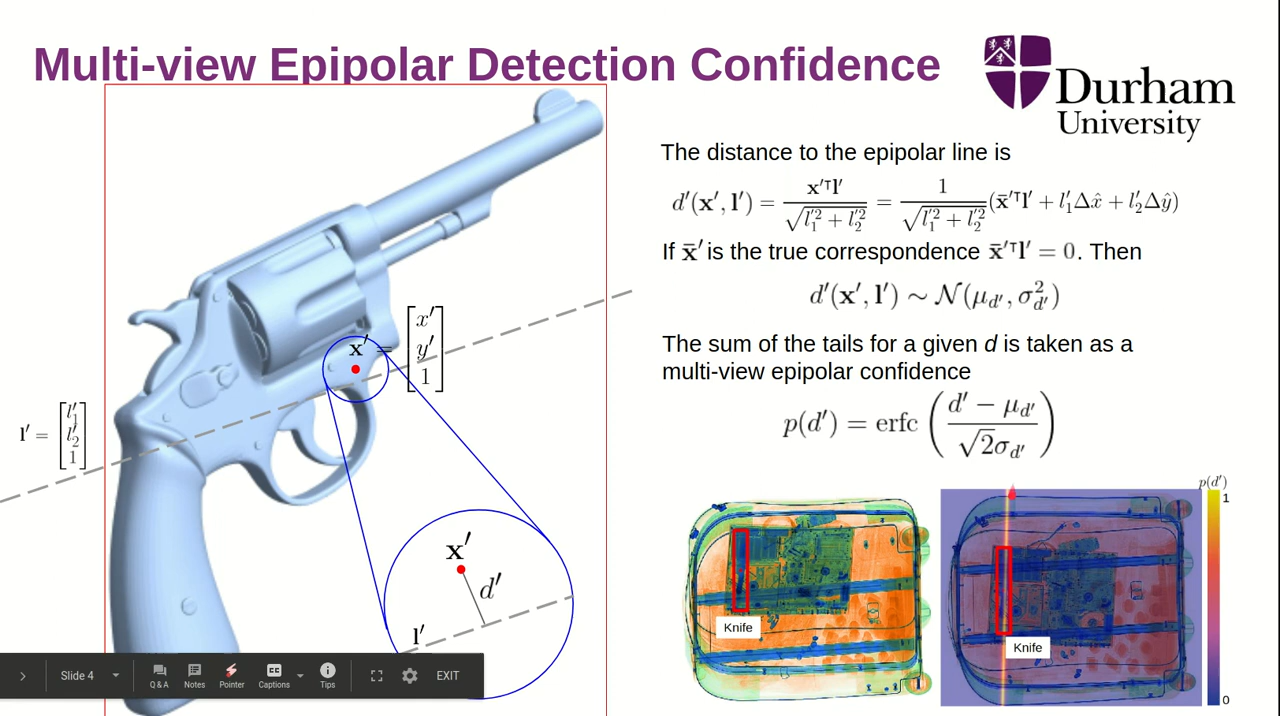 Multi-view Epipolar Detection Confidence
Durham
University
The distance to the epipolar line is
d′(x′, l′) = x′ᵀl′ / √(l′₁² + l′₂²) = 1 / √(l′₁² + l′₂²) (x̄′ᵀl′ + l′₁Δx̂ + l′₂Δŷ)
If x̄′ is the true correspondence x̄′ᵀl′ = 0. Then
d′(x′, l′) ∼ N(μ_d′, σ²_d′)
The sum of the tails for a given d is taken as a
multi-view epipolar confidence
p(d′) = erfc ( (d′ − μ_d′) / (√2σ_d′) )
x′ = [x′ y′ 1]
l′ = [l′₁ l′₂ 1]
x′
d′
l′
Knife
Knife
p(d′)
1
0
Slide 4
Q & A
Notes
Pointer
Captions
Tips
EXIT